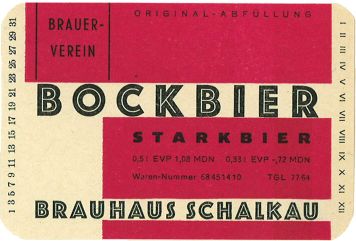 BRAUER-
VEREIN
ORIGINAL-ABFÜLLUNG
BOCKBIER
STARKBIER
0,5 l EVP 1,08 MDN 0,33 l EVP -,72 MDN
Waren-Nummer 68451410 TGL 7764
BRAUHAUS SCHALKAU
1 3 5 7 9 11 13 15 17 19 21 23 25 27 29 31
I II III IV V VI VII VIII IX X XI XII